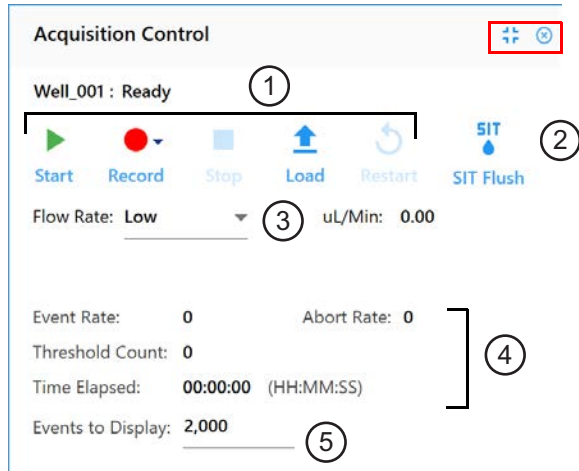 Acquisition Control
Well_001 : Ready
1
SIT
2
Start Record Stop Load Restart SIT Flush
Flow Rate: Low 3 uL/Min: 0.00
Event Rate: 0 Abort Rate: 0
Threshold Count: 0
4
Time Elapsed: 00:00:00 (HH:MM:SS)
Events to Display: 2,000
5